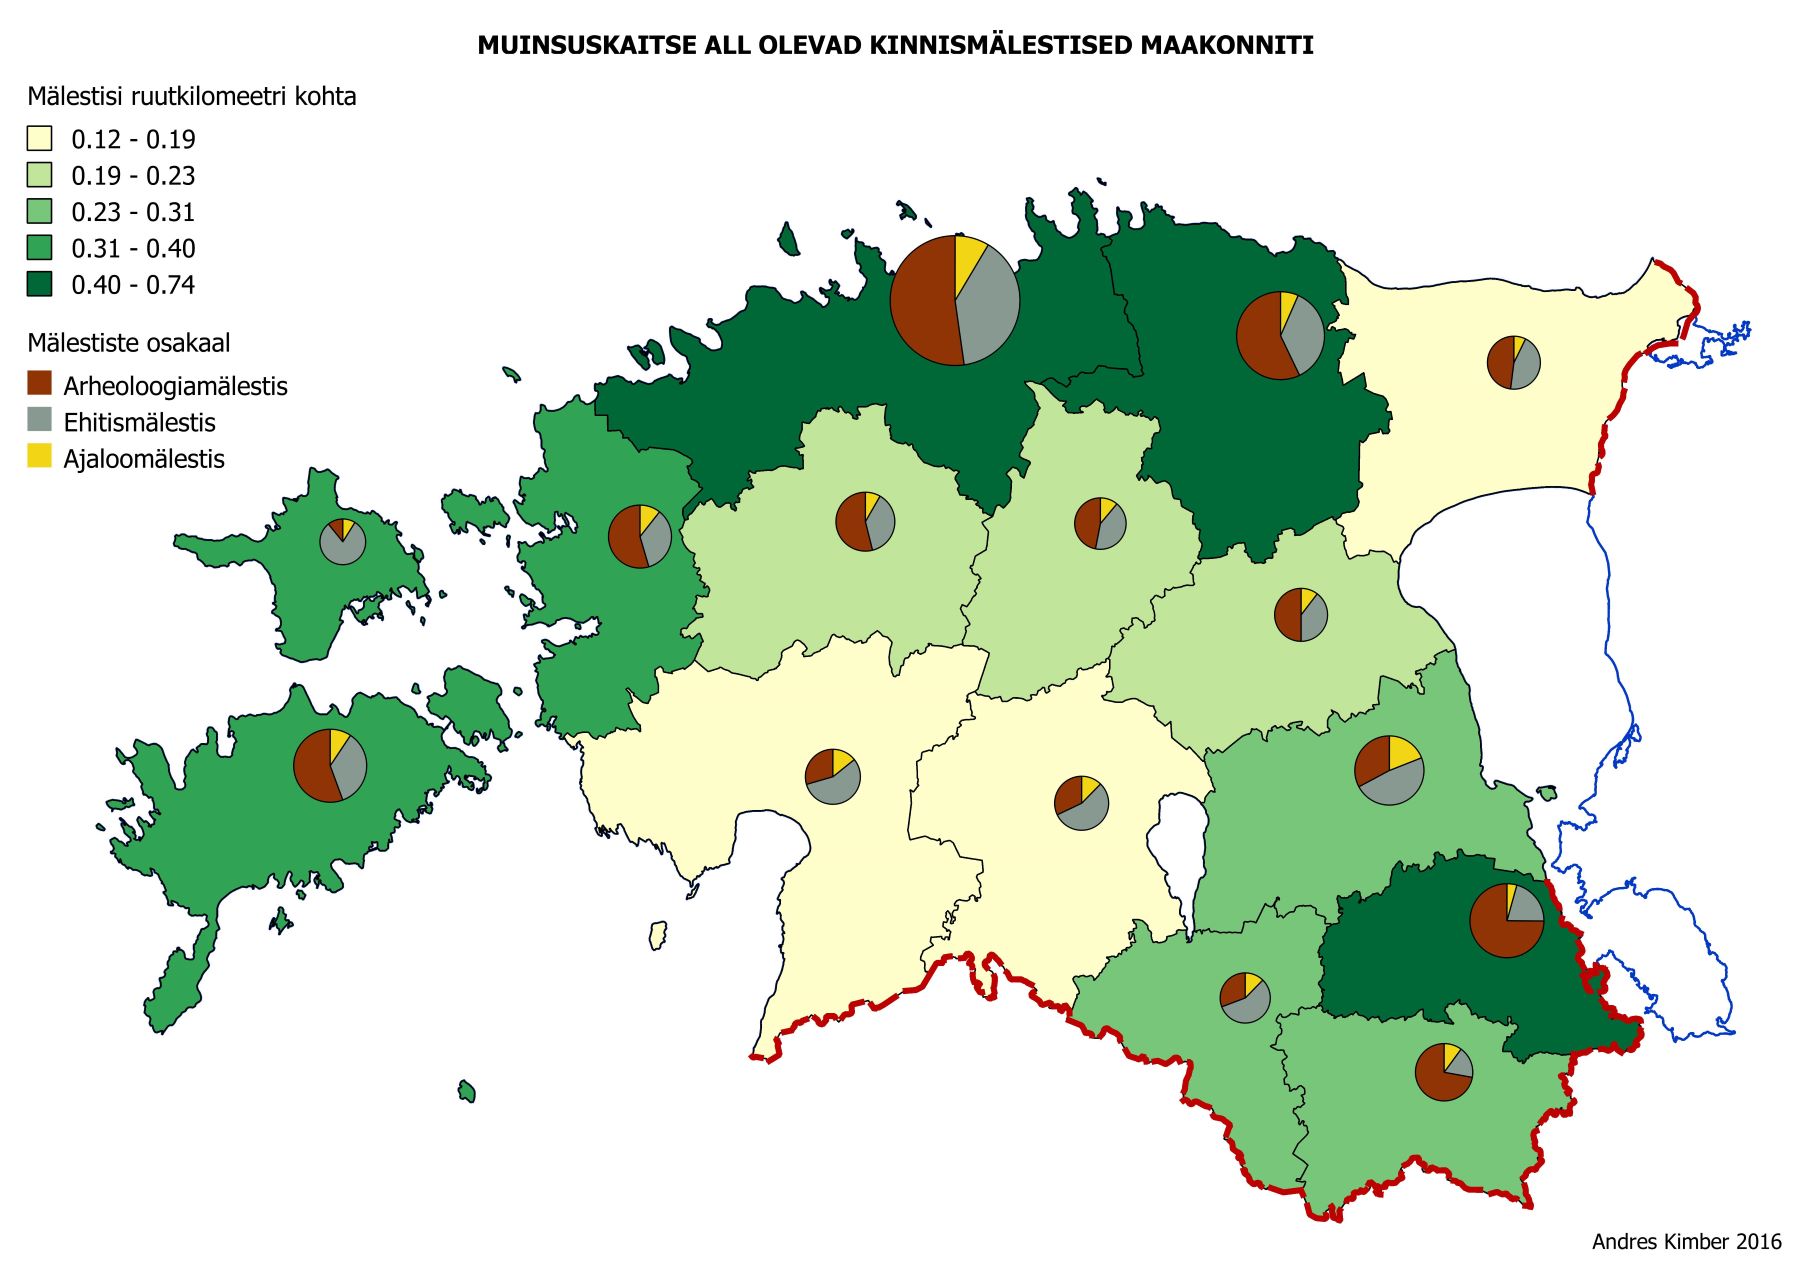 MUINSUSKAITSE ALL OLEVAD KINNISMÄLESTISED MAAKONNITI
Mälestisi ruutkilomeetri kohta
0.12 - 0.19
0.19 - 0.23
0.23 - 0.31
0.31 - 0.40
0.40 - 0.74
Mälestiste osakaal
Arheoloogiamälestis
Ehitismälestis
Ajaloomälestis
Andres Kimber 2016